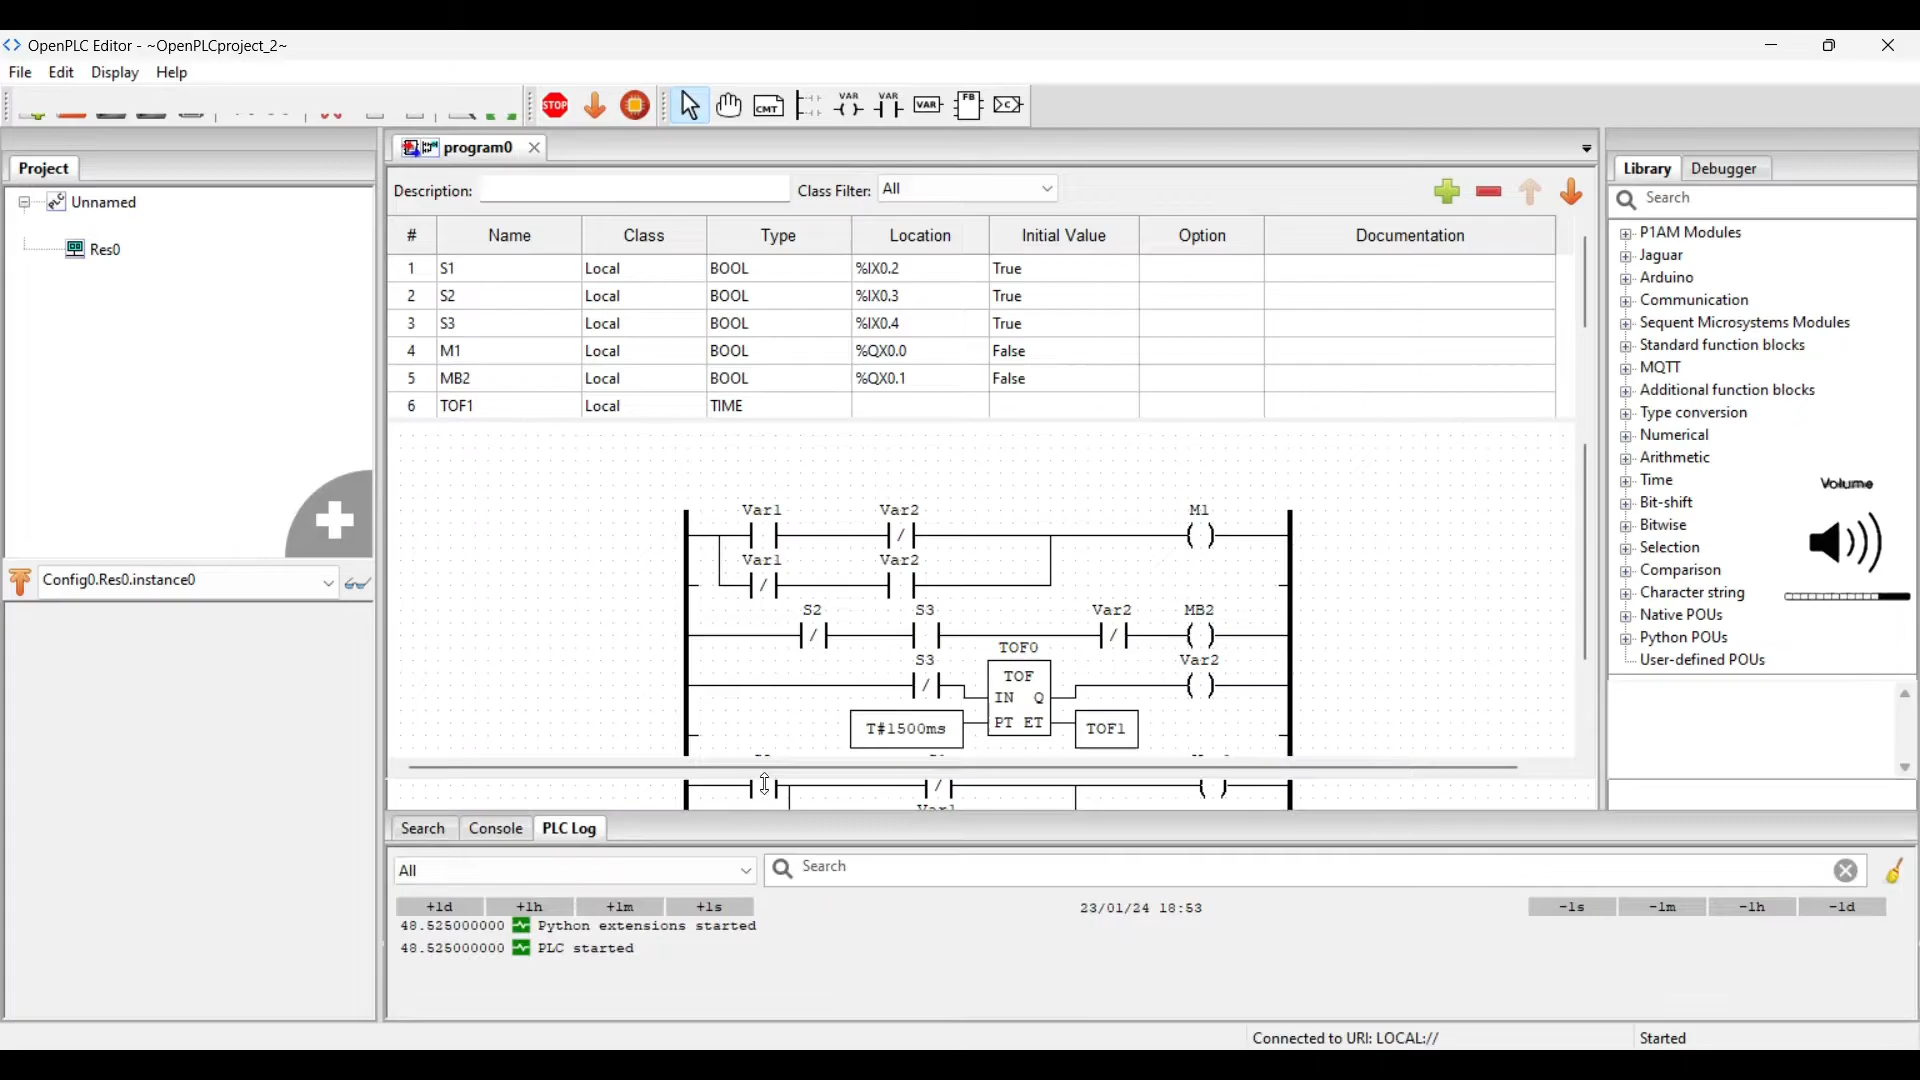 OpenPLC Editor - ~OpenPLCproject_2~
File Edit Display Help
STOP CMT VAR VAR VAR FB C
Project
Unnamed
Res0
Config0.Res0.instance0
program0
Description: Class Filter: All
# Name Class Type Location Initial Value Option Documentation
1 S1 Local BOOL %IX0.2 True
2 S2 Local BOOL %IX0.3 True
3 S3 Local BOOL %IX0.4 True
4 M1 Local BOOL %QX0.0 False
5 MB2 Local BOOL %QX0.1 False
6 TOF1 Local TIME
Var1 Var2 M1
Var1 Var2
S2 S3 Var2 MB2
TOF0
S3 Var2
TOF
IN Q
PT ET
T#1500ms TOF1
Var1
Library Debugger
Search
P1AM Modules
Jaguar
Arduino
Communication
Sequent Microsystems Modules
Standard function blocks
MQTT
Additional function blocks
Type conversion
Numerical
Arithmetic
Time
Bit-shift
Bitwise
Selection
Comparison
Character string
Native POUs
Python POUs
User-defined POUs
Volume
Search Console PLC Log
All Search
+1d +1h +1m +1s 23/01/24 18:53 -1s -1m -1h -1d
48.525000000 Python extensions started
48.525000000 PLC started
Connected to URI: LOCAL:// Started